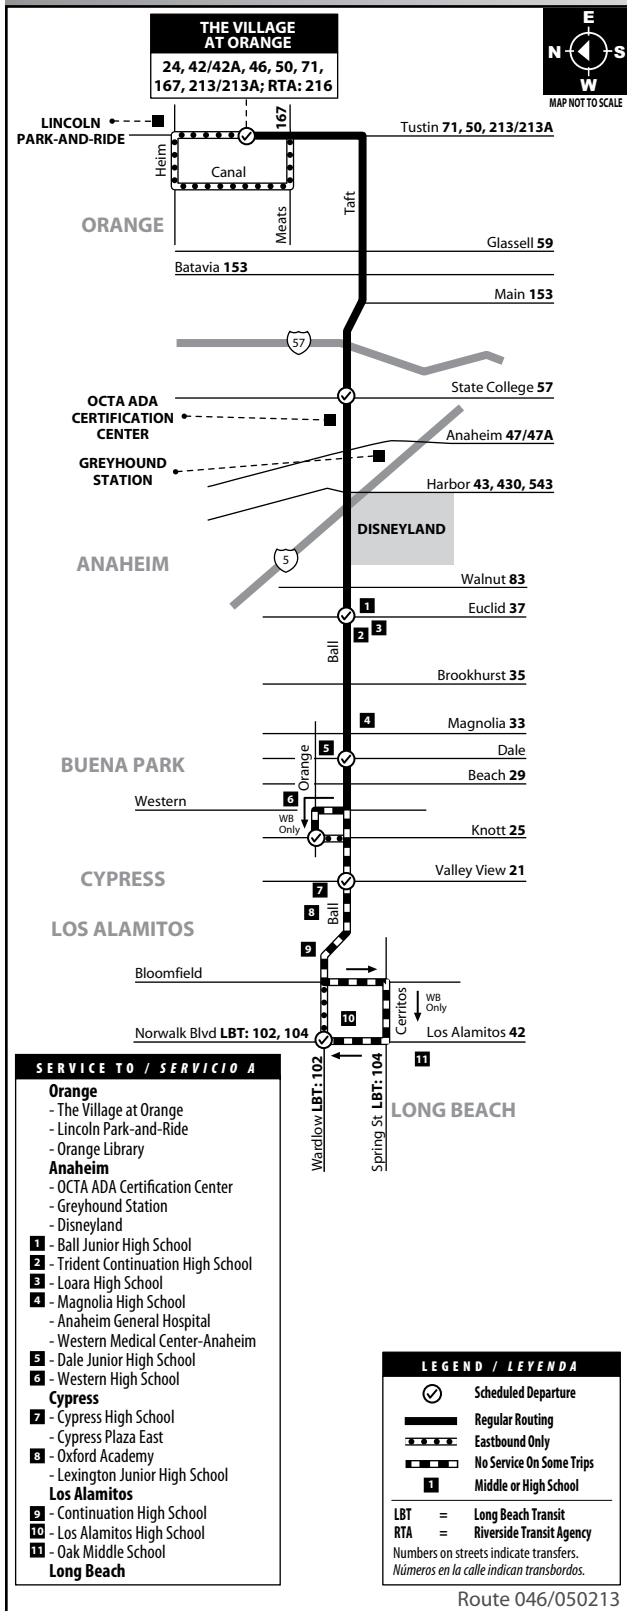 THE VILLAGE
AT ORANGE
24, 42/42A, 46, 50, 71,
167, 213/213A; RTA: 216
E
N S
W
MAP NOT TO SCALE
LINCOLN
PARK-AND-RIDE
167
Tustin 71, 50, 213/213A
Heim
Canal
Meats
Taft
ORANGE
Glassell 59
Batavia 153
Main 153
57
State College 57
OCTA ADA
CERTIFICATION
CENTER
Anaheim 47/47A
GREYHOUND
STATION
Harbor 43, 430, 543
DISNEYLAND
5
ANAHEIM
Walnut 83
1
Euclid 37
2 3
Ball
Brookhurst 35
4
Magnolia 33
5
Dale
BUENA PARK
Orange
Beach 29
6
Western
WB
Only
Knott 25
Valley View 21
CYPRESS
7
8
Ball
LOS ALAMITOS
9
Bloomfield
Cerritos
WB
Only
10
Norwalk Blvd LBT: 102, 104
Los Alamitos 42
11
Wardlow LBT: 102
Spring St LBT: 104
LONG BEACH
SERVICE TO / SERVICIO A
Orange
- The Village at Orange
- Lincoln Park-and-Ride
- Orange Library
Anaheim
- OCTA ADA Certification Center
- Greyhound Station
- Disneyland
1 - Ball Junior High School
2 - Trident Continuation High School
3 - Loara High School
4 - Magnolia High School
- Anaheim General Hospital
- Western Medical Center-Anaheim
5 - Dale Junior High School
6 - Western High School
Cypress
7 - Cypress High School
- Cypress Plaza East
8 - Oxford Academy
- Lexington Junior High School
Los Alamitos
9 - Continuation High School
10 - Los Alamitos High School
11 - Oak Middle School
Long Beach
LEGEND / LEYENDA
Scheduled Departure
Regular Routing
Eastbound Only
No Service On Some Trips
1 Middle or High School
LBT = Long Beach Transit
RTA = Riverside Transit Agency
Numbers on streets indicate transfers.
Números en la calle indican transbordos.
Route 046/050213